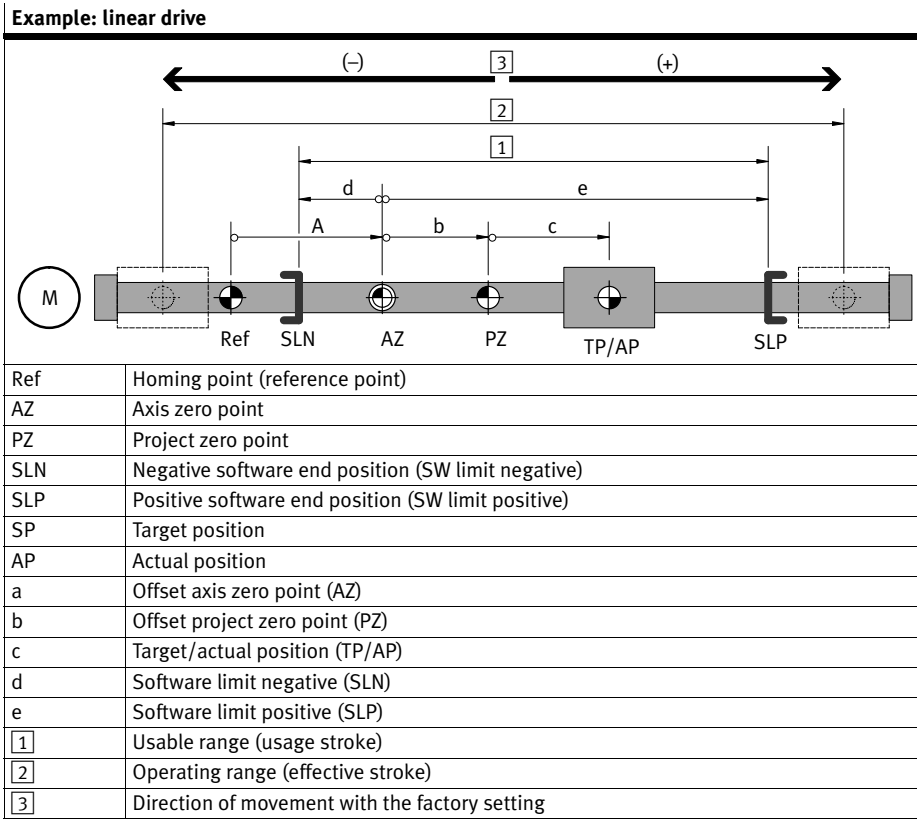 Example: linear drive
(–) 3 (+)
2
1
d e
A b c
M
Ref SLN AZ PZ TP/AP SLP
Ref Homing point (reference point)
AZ Axis zero point
PZ Project zero point
SLN Negative software end position (SW limit negative)
SLP Positive software end position (SW limit positive)
SP Target position
AP Actual position
a Offset axis zero point (AZ)
b Offset project zero point (PZ)
c Target/actual position (TP/AP)
d Software limit negative (SLN)
e Software limit positive (SLP)
1 Usable range (usage stroke)
2 Operating range (effective stroke)
3 Direction of movement with the factory setting